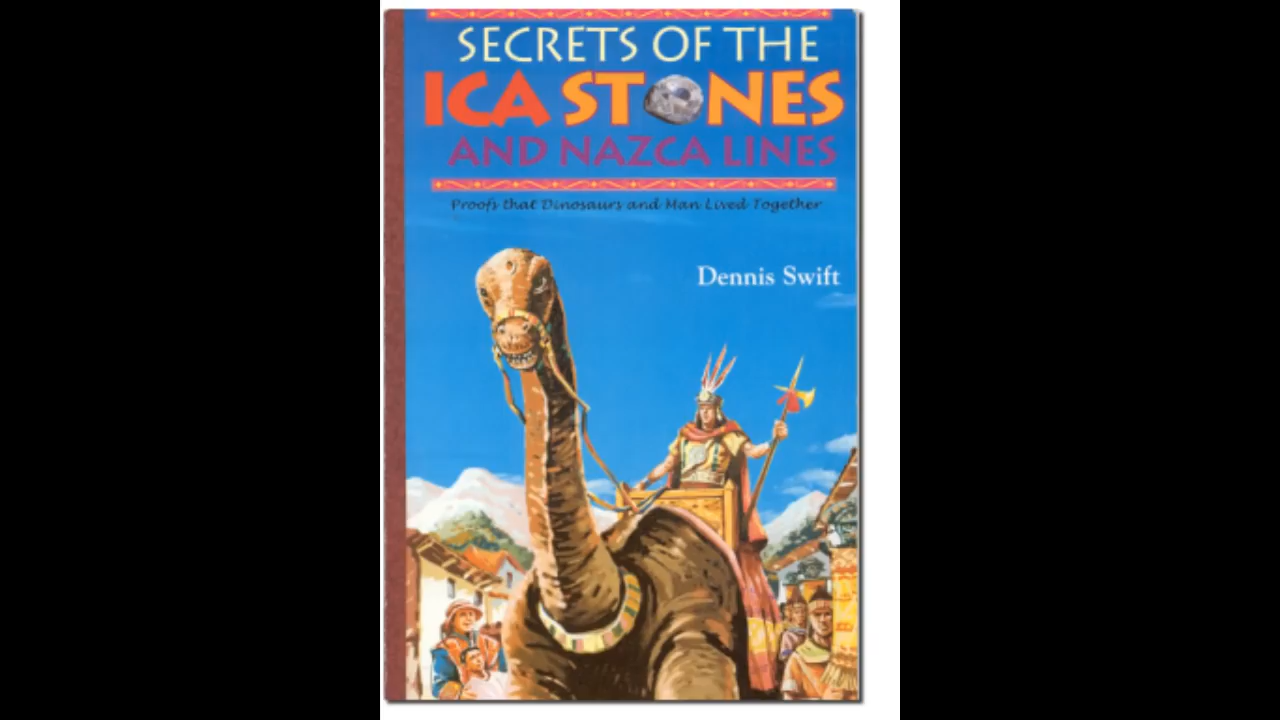 SECRETS OF THE
ICA STONES
AND NAZCA LINES
Proofs that Dinosaurs and Man Lived Together
Dennis Swift